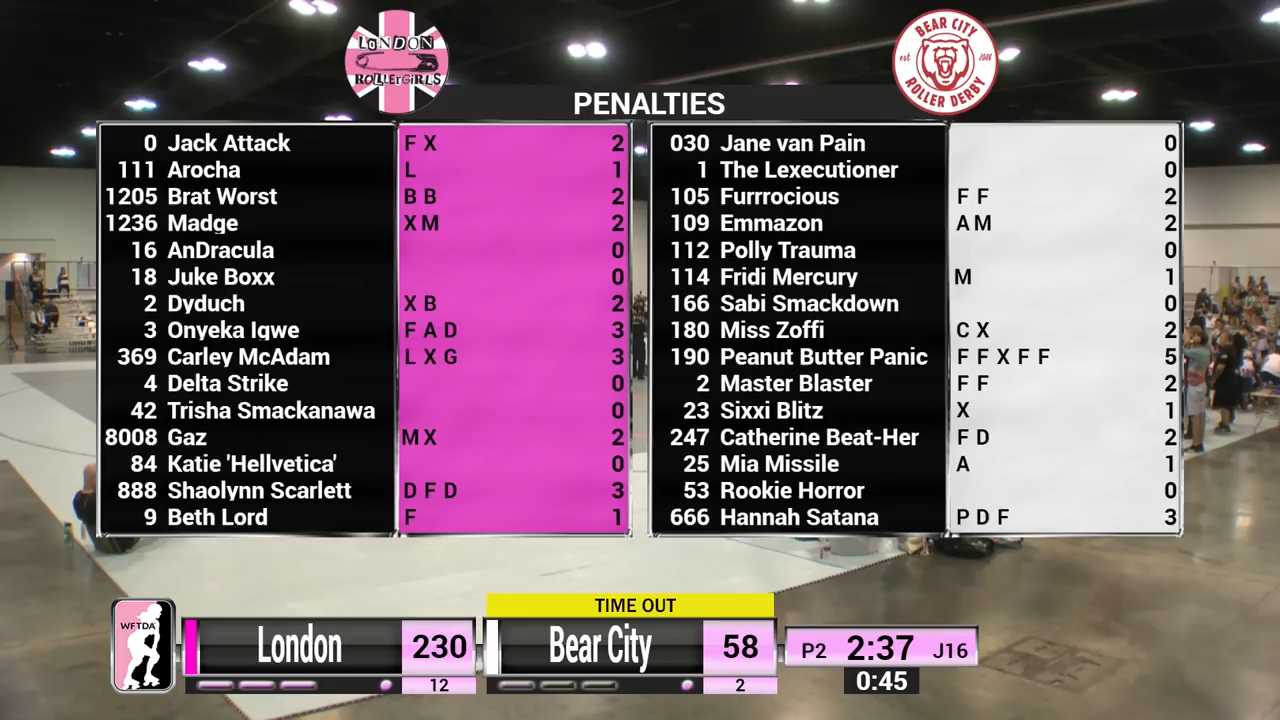 LONDON
ROLLERGIRLS
BEAR CITY
est 2008
ROLLER DERBY
PENALTIES
0 Jack Attack F X 2
111 Arocha L 1
1205 Brat Worst B B 2
1236 Madge X M 2
16 AnDracula 0
18 Juke Boxx 0
2 Dyduch X B 2
3 Onyeka Igwe F A D 3
369 Carley McAdam L X G 3
4 Delta Strike 0
42 Trisha Smackanawa 0
8008 Gaz M X 2
84 Katie 'Hellvetica' 0
888 Shaolynn Scarlett D F D 3
9 Beth Lord F 1
030 Jane van Pain 0
1 The Lexecutioner 0
105 Furrrocious F F 2
109 Emmazon A M 2
112 Polly Trauma 0
114 Fridi Mercury M 1
166 Sabi Smackdown 0
180 Miss Zoffi C X 2
190 Peanut Butter Panic F F X F F 5
2 Master Blaster F F 2
23 Sixxi Blitz X 1
247 Catherine Beat-Her F D 2
25 Mia Missile A 1
53 Rookie Horror 0
666 Hannah Satana P D F 3
TIME OUT
WFTDA
London 230 Bear City 58 P2 2:37 J16
12 2 0:45